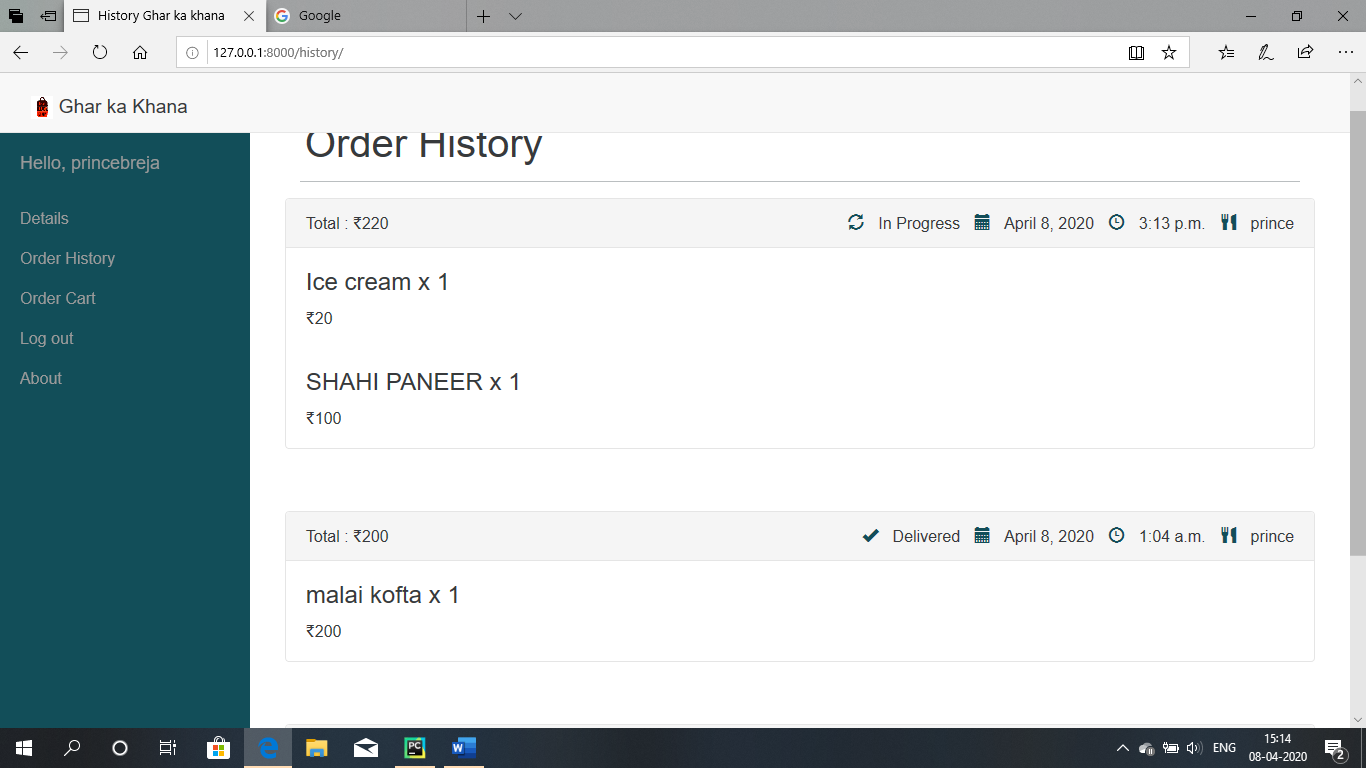 History Ghar ka khana
Google
127.0.0.1:8000/history/
Ghar ka Khana
Hello, princebreja
Details
Order History
Order Cart
Log out
About
Order History
Total : ₹220 In Progress April 8, 2020 3:13 p.m. prince
Ice cream x 1
₹20
SHAHI PANEER x 1
₹100
Total : ₹200 Delivered April 8, 2020 1:04 a.m. prince
malai kofta x 1
₹200
ENG
15:14
08-04-2020
2